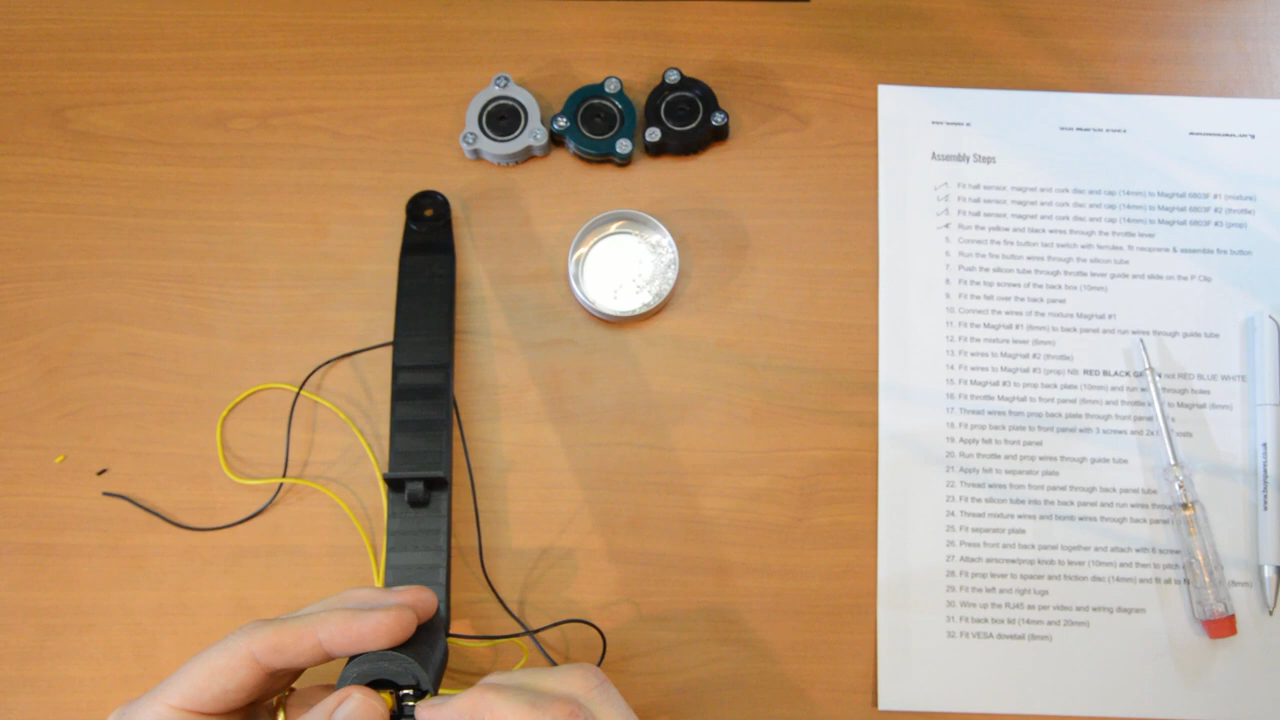 Assembly Steps
Fit hall sensor, magnet and cork disc and cap (14mm) to MagHall 6803F #1 (mixture)
Fit hall sensor, magnet and cork disc and cap (14mm) to MagHall 6803F #2 (throttle)
Fit hall sensor, magnet and cork disc and cap (14mm) to MagHall 6803F #3 (prop)
Run the yellow and black wires through the throttle lever
5. Connect the fire button tact switch with ferrules, fit neoprene & assemble fire button
6. Run the fire button wires through the silicon tube
7. Push the silicon tube through throttle lever guide and slide on the P Clip
8. Fit the top screws of the back box (10mm)
9. Fit the felt over the back panel
10. Connect the wires of the mixture MagHall #1
11. Fit the MagHall #1 (6mm) to back panel and run wires through guide tube
12. Fit the mixture lever (6mm)
13. Fit wires to MagHall #2 (throttle)
14. Fit wires to MagHall #3 (prop) NB: RED BLACK not RED BLUE WHITE
15. Fit MagHall #3 to prop back plate (10mm) and run through holes
16. Fit throttle MagHall to front panel (6mm) and throttle to MagHall (6mm)
17. Thread wires from prop back plate through front panel
18. Fit prop back plate to front panel with 3 screws and 2x
19. Apply felt to front panel
20. Run throttle and prop wires through guide tube
21. Apply felt to separator plate
22. Thread wires from front panel through back panel tube
23. Fit the silicon tube into the back panel and run wires
24. Thread mixture wires and bomb wires through back panel
25. Fit separator plate
26. Press front and back panel together and attach with 6
27. Attach airscrew/prop knob to lever (10mm) and then to
28. Fit prop lever to spacer and friction disc (14mm) and fit all to (8mm)
29. Fit the left and right lugs
30. Wire up the RJ45 as per video and wiring diagram
31. Fit back box lid (14mm and 20mm)
32. Fit VESA dovetail (8mm)